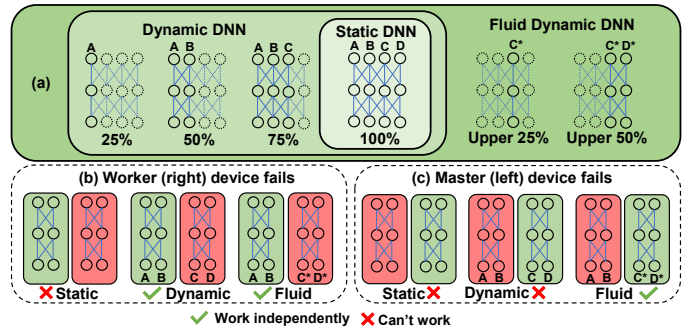 Dynamic DNN
Static DNN
Fluid Dynamic DNN
A A B A B C A B C D C* C* D*
(a)
25% 50% 75% 100% Upper 25% Upper 50%
(b) Worker (right) device fails
(c) Master (left) device fails
A B C D A B C* D*
A B C D A B C* D*
Static Dynamic Fluid
Static Dynamic Fluid
Work independently Can't work